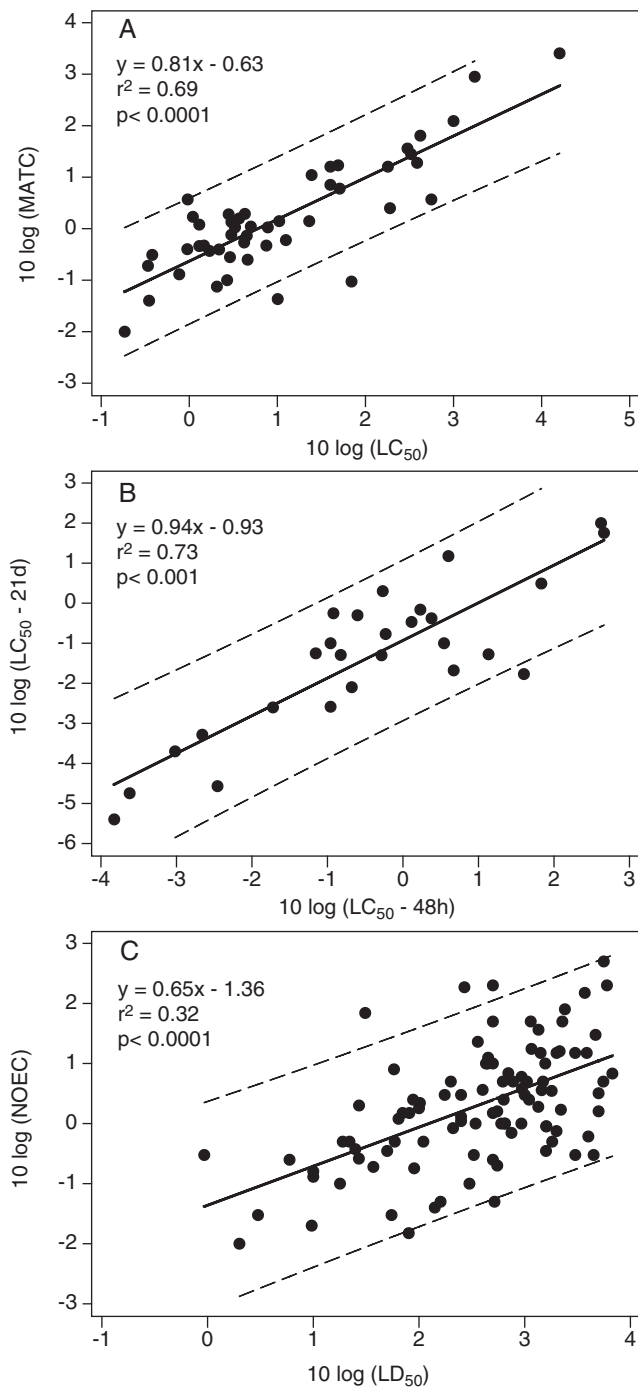 A
y = 0.81x - 0.63
r² = 0.69
p< 0.0001
10 log (MATC)
4
3
2
1
0
-1
-2
-3
-1 0 1 2 3 4 5
10 log (LC₅₀)
B
y = 0.94x - 0.93
r² = 0.73
p< 0.001
10 log (LC₅₀ - 21d)
3
2
1
0
-1
-2
-3
-4
-5
-6
-4 -3 -2 -1 0 1 2 3
10 log (LC₅₀ - 48h)
C
y = 0.65x - 1.36
r² = 0.32
p< 0.0001
10 log (NOEC)
3
2
1
0
-1
-2
-3
-1 0 1 2 3 4
10 log (LD₅₀)